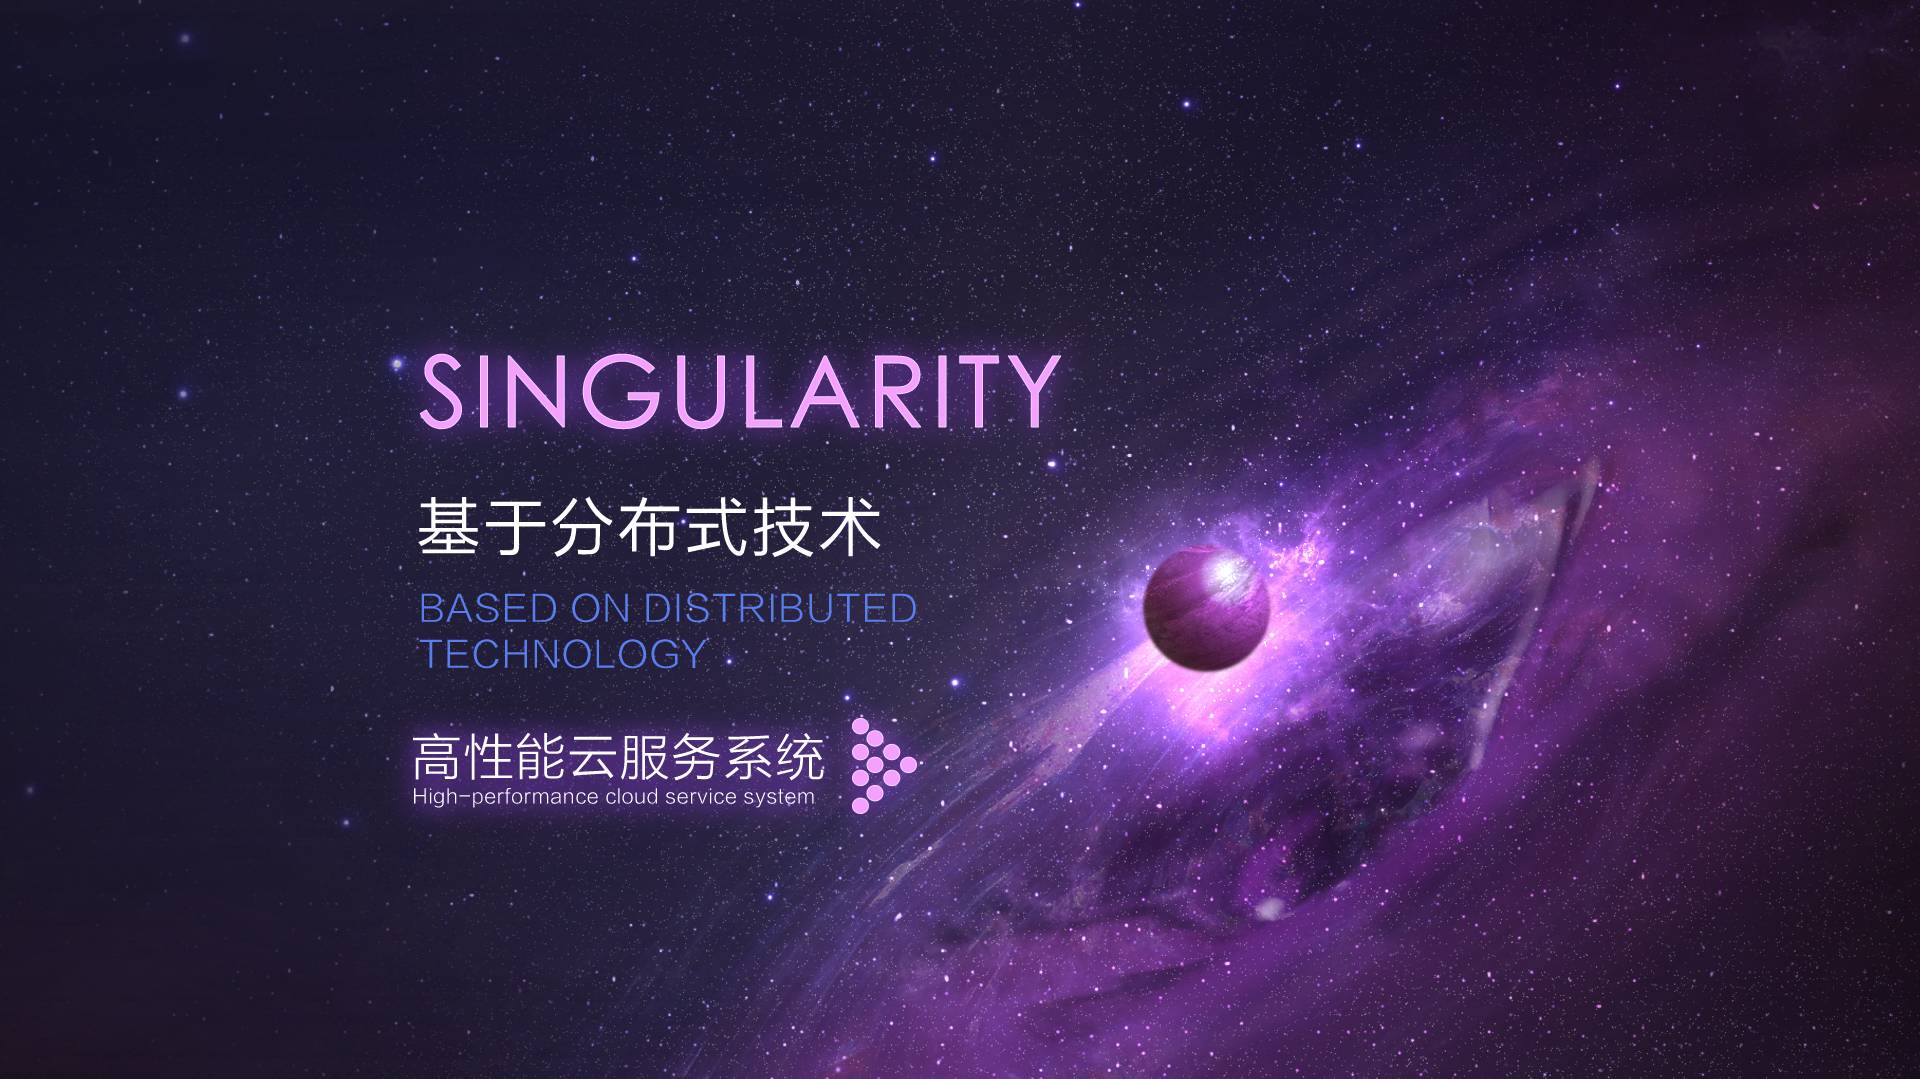 SINGULARITY
基于分布式技术
BASED ON DISTRIBUTED
TECHNOLOGY
高性能云服务系统
High-performance cloud service system